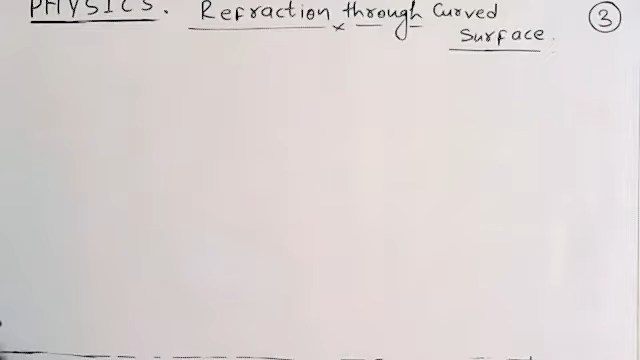 PHYSICS. Refraction through Curved
Surface.
3